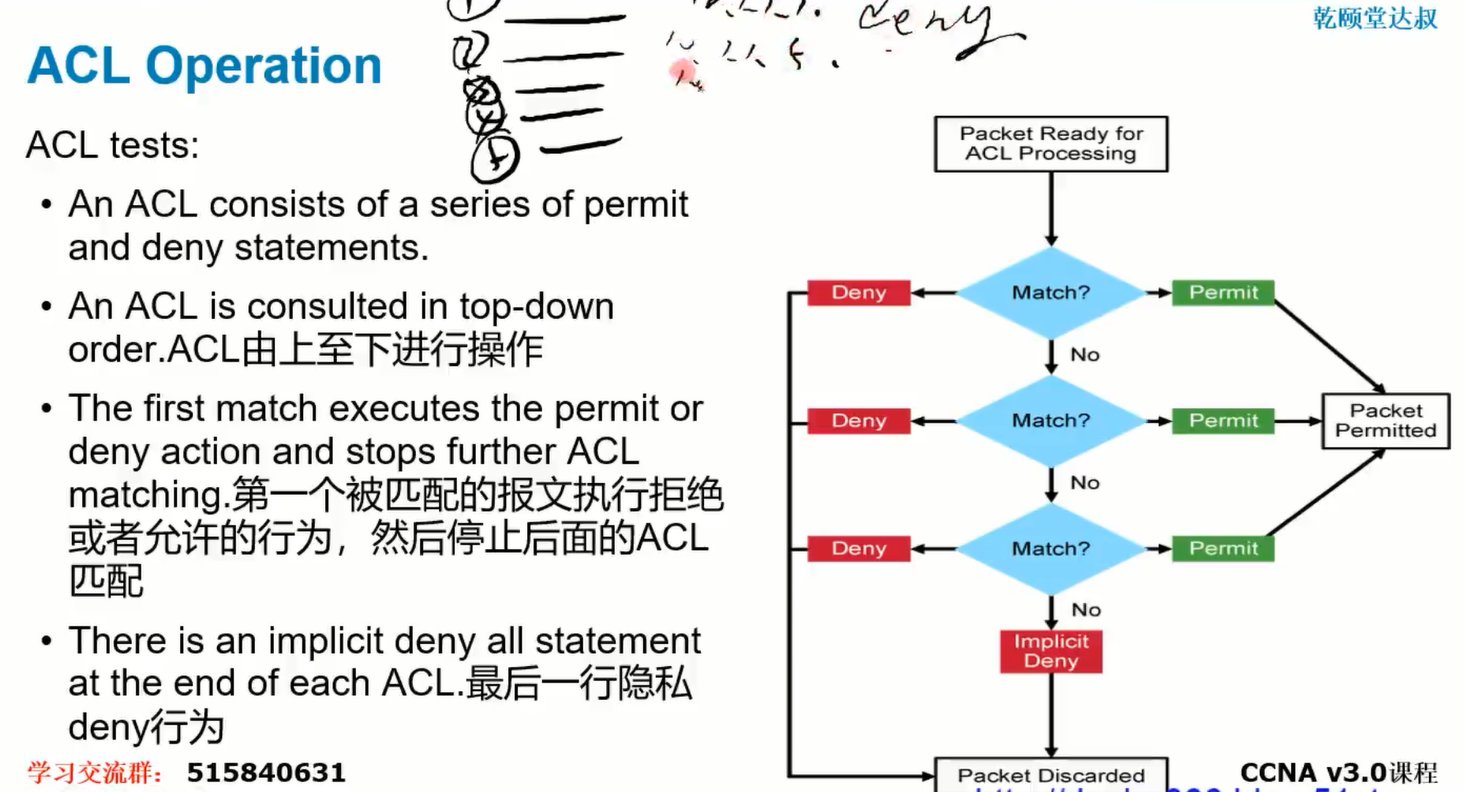 deny
乾颐堂达叔
ACL Operation
ACL tests:
• An ACL consists of a series of permit
and deny statements.
• An ACL is consulted in top-down
order.ACL由上至下进行操作
• The first match executes the permit or
deny action and stops further ACL
matching.第一个被匹配的报文执行拒绝
或者允许的行为，然后停止后面的ACL
匹配
• There is an implicit deny all statement
at the end of each ACL.最后一行隐私
deny行为
Packet Ready for
ACL Processing
Deny
Match?
Permit
No
Deny
Match?
Permit
Packet
Permitted
No
Deny
Match?
Permit
No
Implicit
Deny
Packet Discarded
学习交流群： 515840631
CCNA v3.0课程